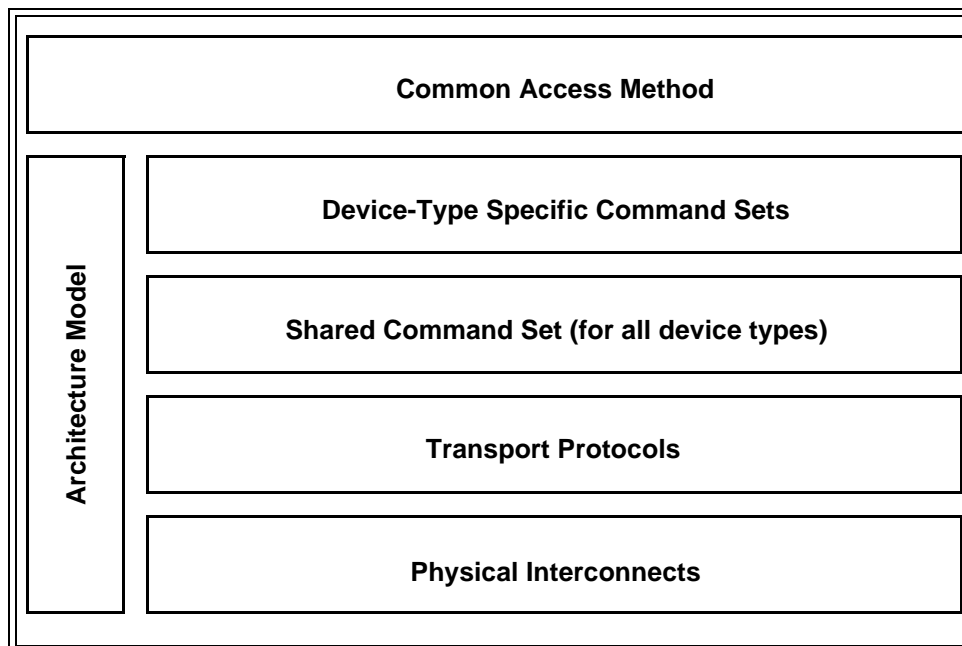 Common Access Method
Architecture Model
Device-Type Specific Command Sets
Shared Command Set (for all device types)
Transport Protocols
Physical Interconnects